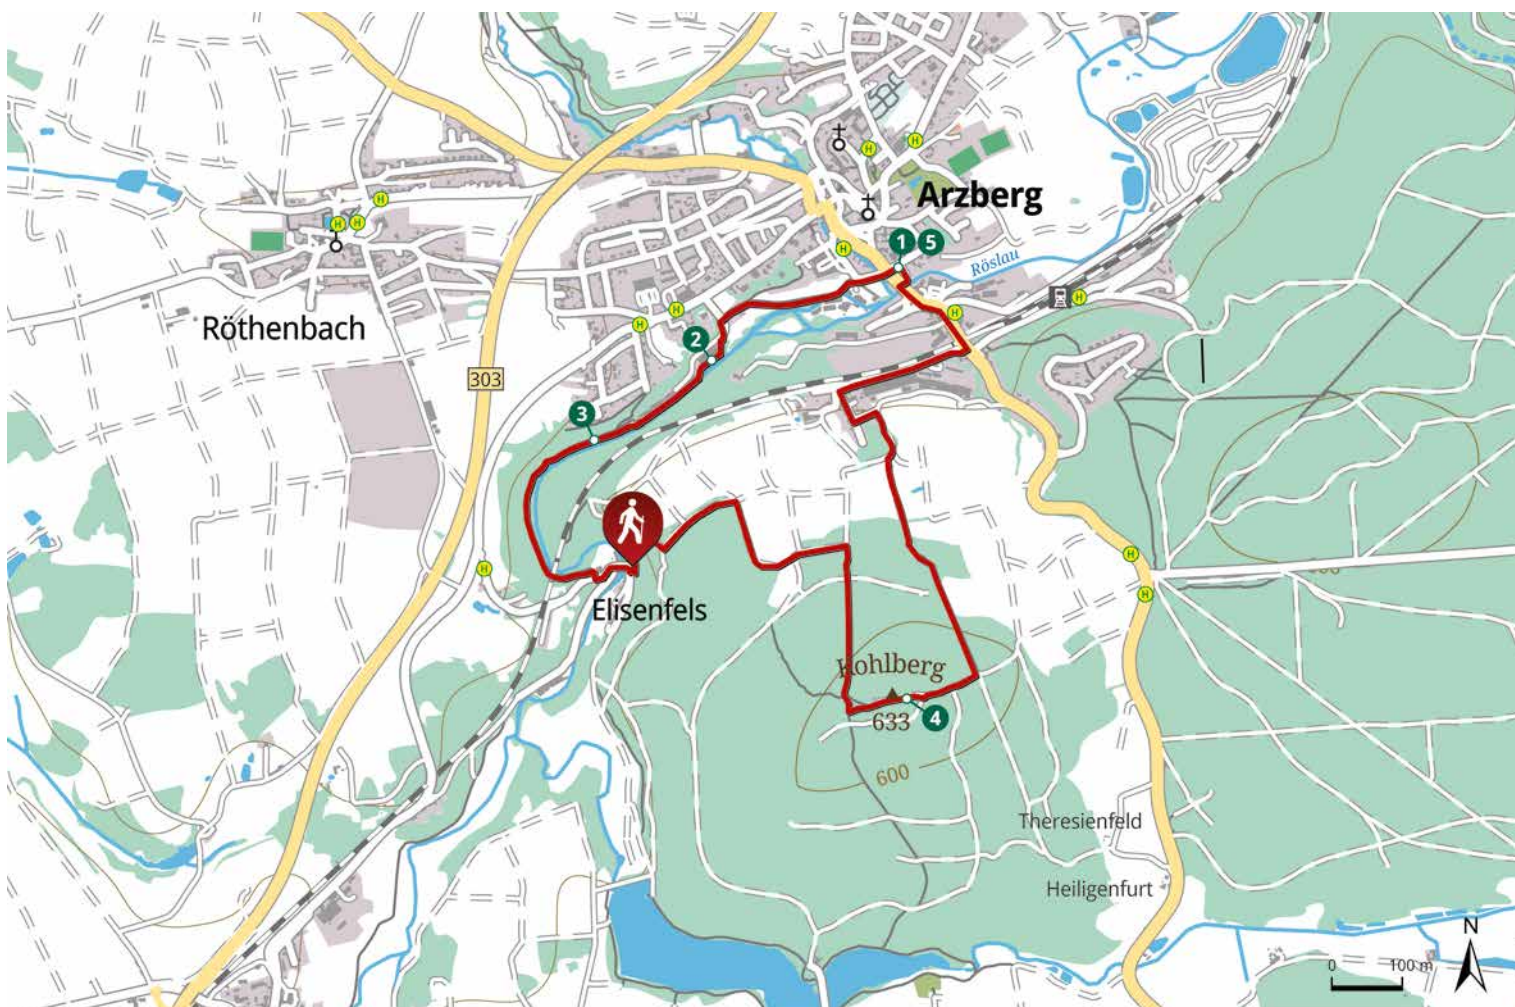 Arzberg
1
5
Röslau
H
H
H
H
H
H
H
H
H
H
H
H
H
H
Röthenbach
2
303
3
Elisenfels
Kohlberg
633
4
600
Theresienfeld
Heiligenfurt
N
0
100 m